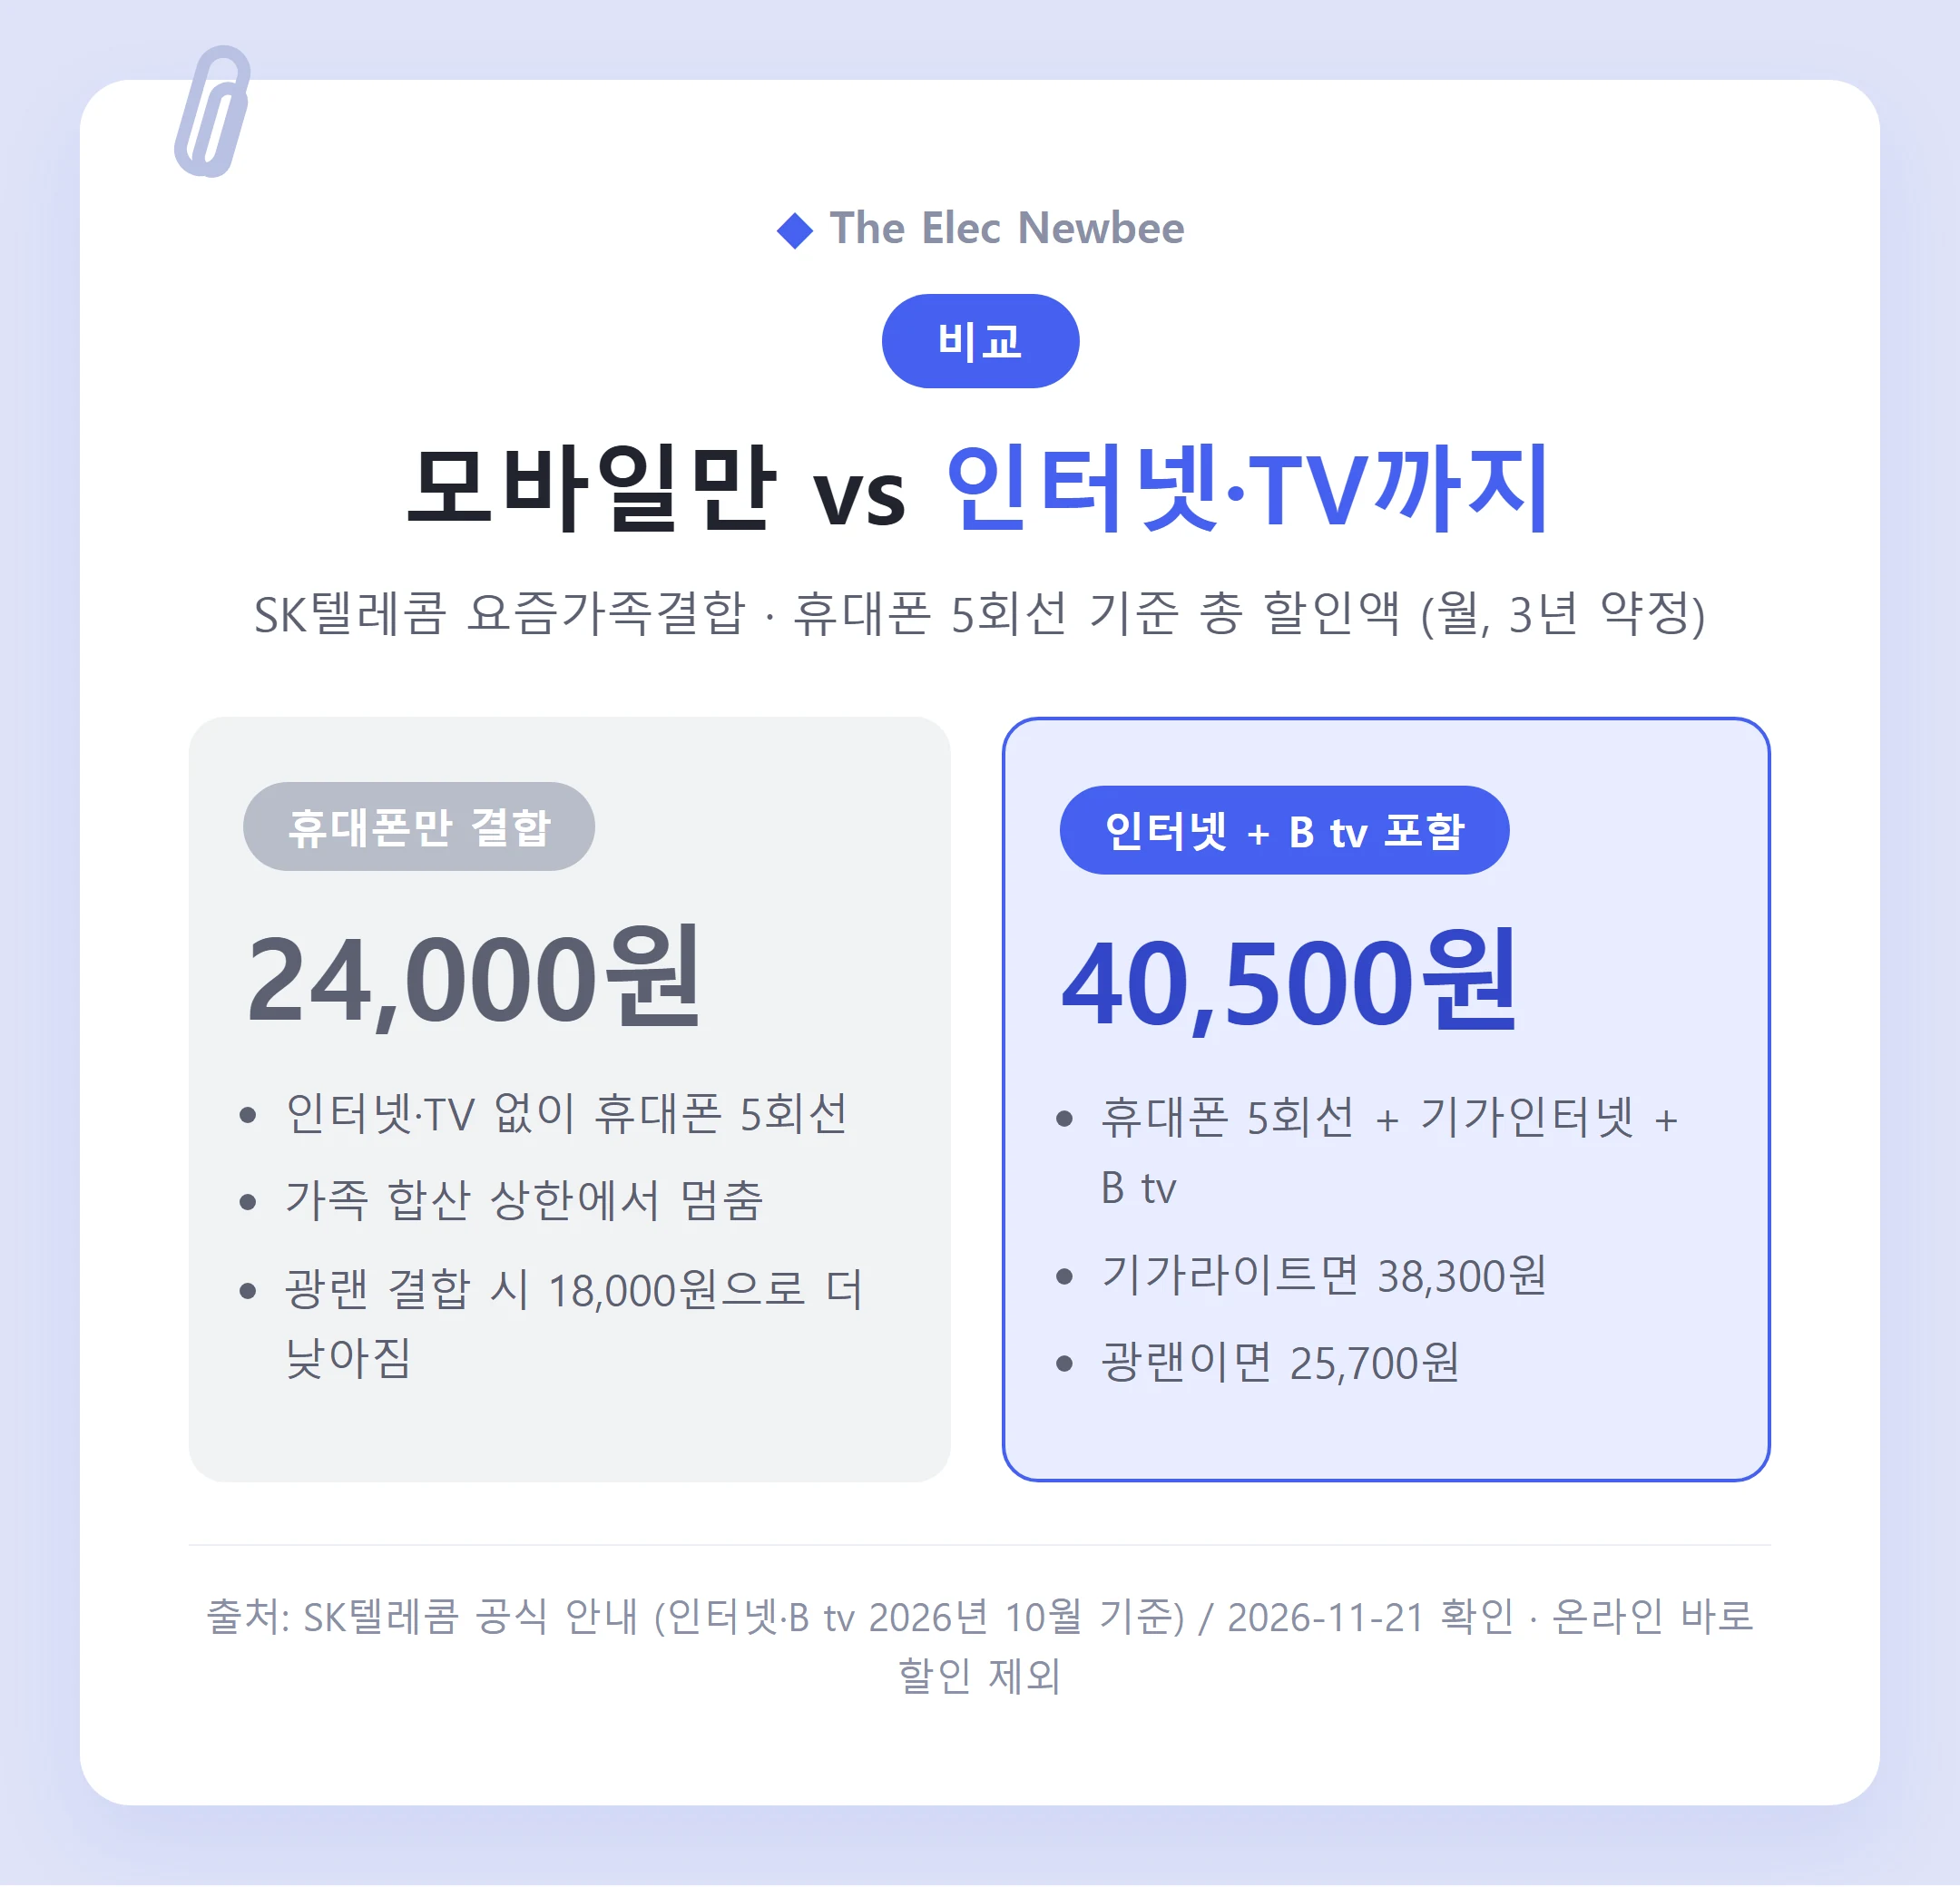 The Elec Newbee
비교
모바일만 vs 인터넷·TV까지
SK텔레콤 요즘가족결합 · 휴대폰 5회선 기준 총 할인액 (월, 3년 약정)
휴대폰만 결합
24,000원
인터넷·TV 없이 휴대폰 5회선
가족 합산 상한에서 멈춤
광랜 결합 시 18,000원으로 더
낮아짐
인터넷 + B tv 포함
40,500원
휴대폰 5회선 + 기가인터넷 +
B tv
기가라이트면 38,300원
광랜이면 25,700원
출처: SK텔레콤 공식 안내 (인터넷·B tv 2026년 10월 기준) / 2026-11-21 확인 · 온라인 바로
할인 제외